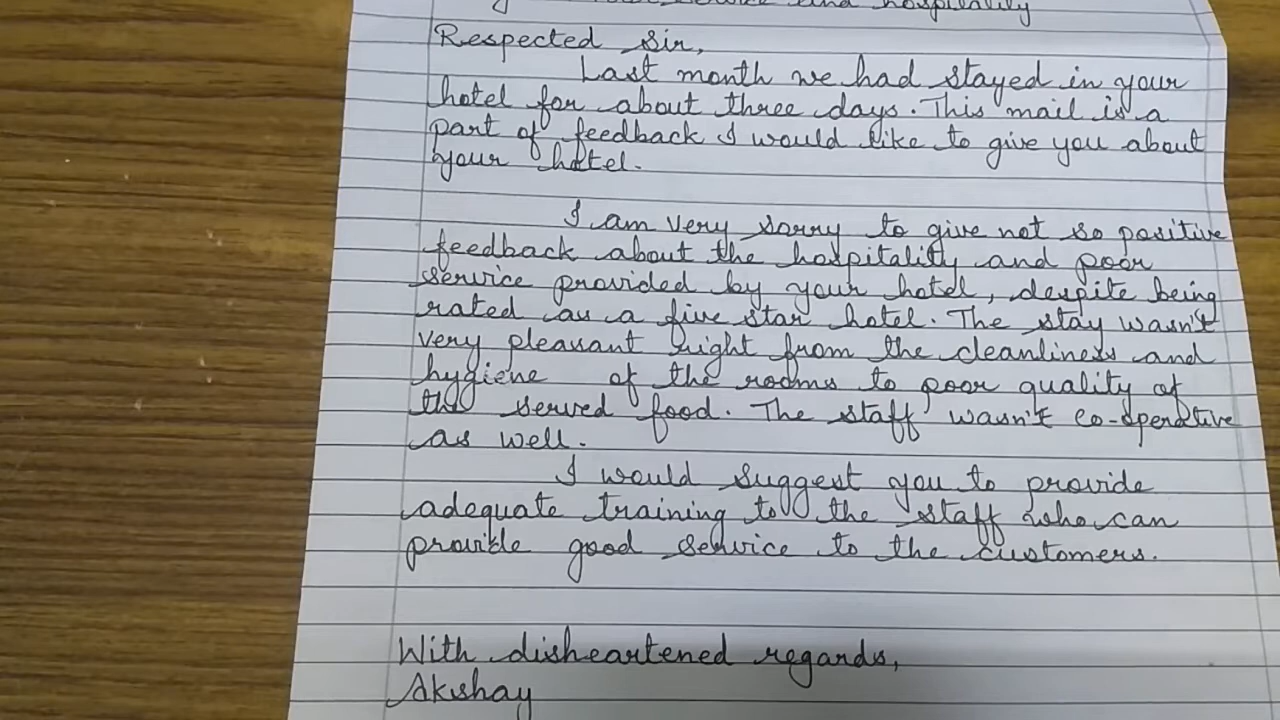 service and hospitality
Respected Sir,
Last month we had stayed in your
hotel for about three days. This mail is a
part of feedback I would like to give you about
your hotel.
I am very sorry to give not so positive
feedback about the hospitality and poor
service provided by your hotel, despite being
rated as a five star hotel. The stay wasn't
very pleasant right from the cleanliness and
hygiene of the rooms to poor quality of
the served food. The staff wasn't co-operative
as well.
I would suggest you to provide
adequate training to the staff who can
provide good service to the customers.
With disheartened regards,
Akshay